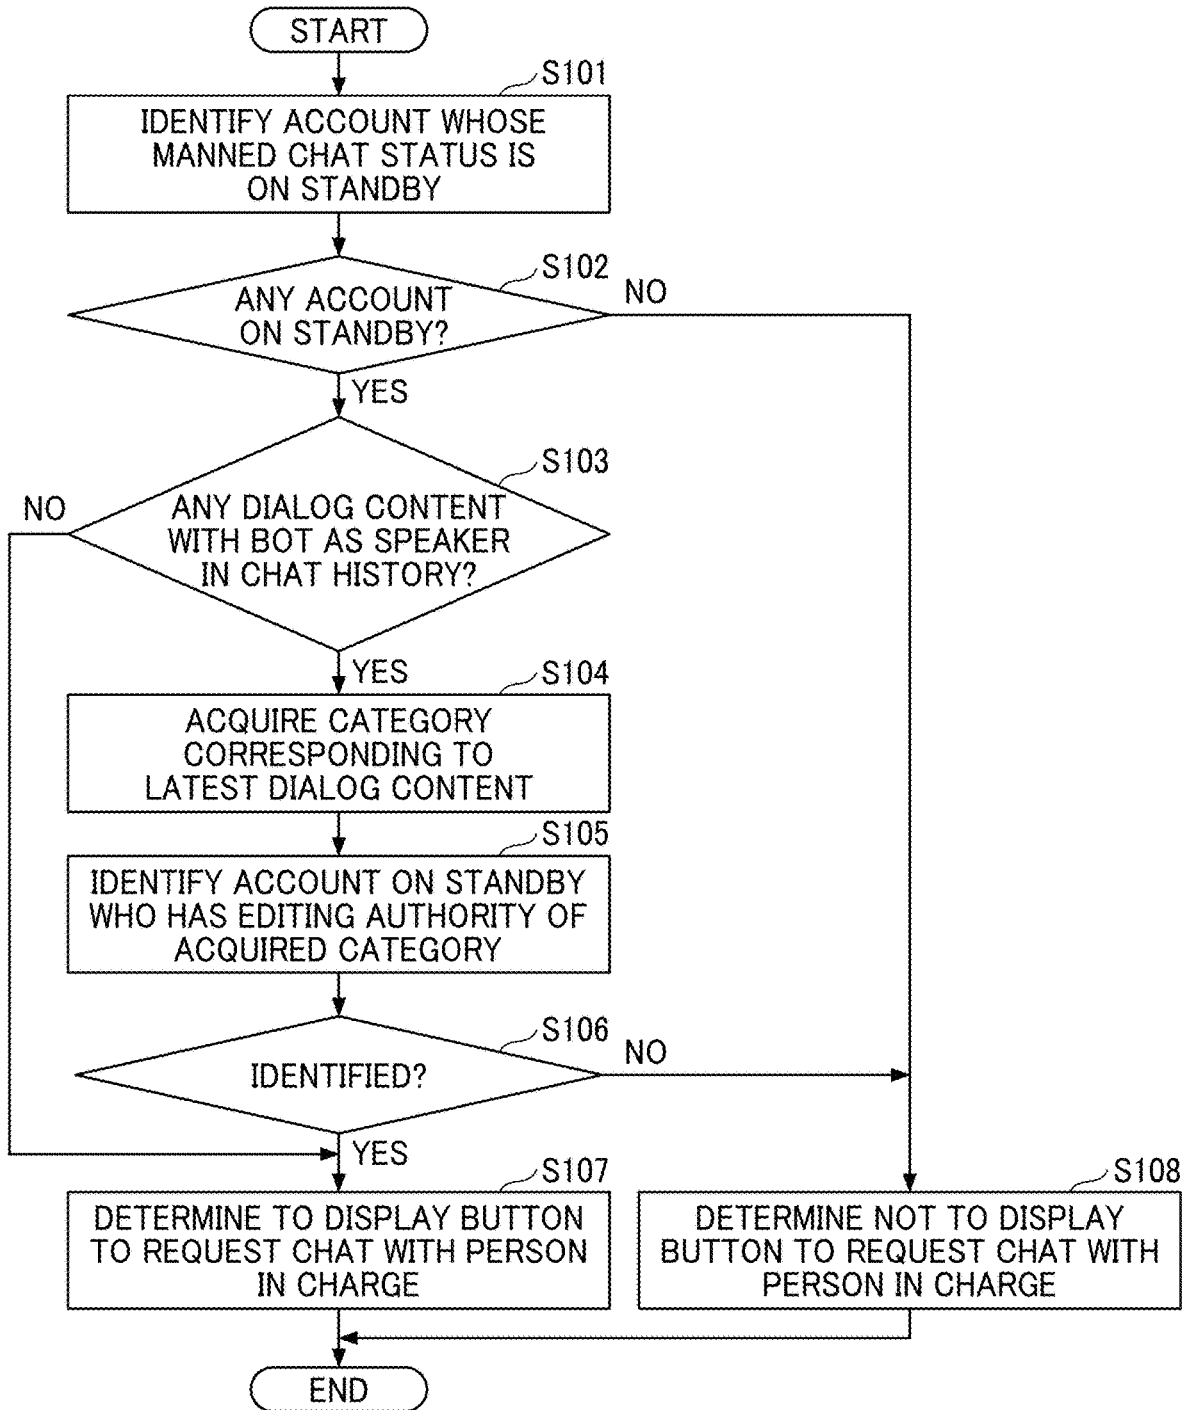 START
S101
IDENTIFY ACCOUNT WHOSE
MANNED CHAT STATUS IS
ON STANDBY
S102
ANY ACCOUNT
ON STANDBY?
NO
YES
S103
ANY DIALOG CONTENT
WITH BOT AS SPEAKER
IN CHAT HISTORY?
NO
YES
S104
ACQUIRE CATEGORY
CORRESPONDING TO
LATEST DIALOG CONTENT
S105
IDENTIFY ACCOUNT ON STANDBY
WHO HAS EDITING AUTHORITY OF
ACQUIRED CATEGORY
S106
IDENTIFIED?
NO
YES
S107
DETERMINE TO DISPLAY BUTTON
TO REQUEST CHAT WITH PERSON
IN CHARGE
S108
DETERMINE NOT TO DISPLAY
BUTTON TO REQUEST CHAT WITH
PERSON IN CHARGE
END